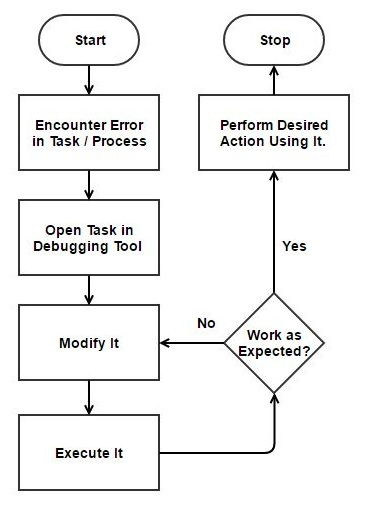 Start
Encounter Error
in Task / Process
Open Task in
Debugging Tool
Modify It
Execute It
Work as
Expected?
No
Yes
Perform Desired
Action Using It.
Stop